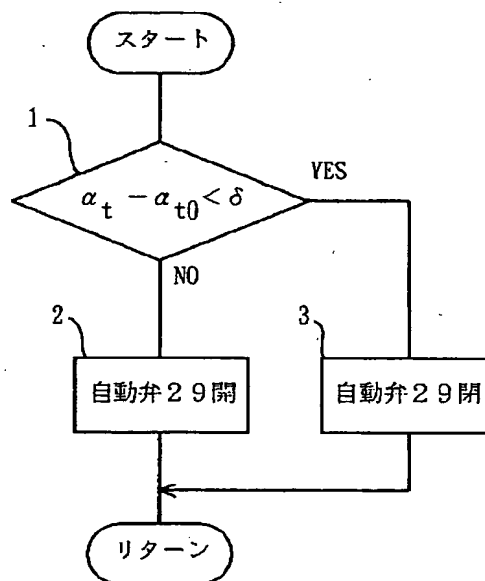 スタート
1
α_t − α_t0 < δ
YES
NO
2
自動弁29開
3
自動弁29閉
リターン